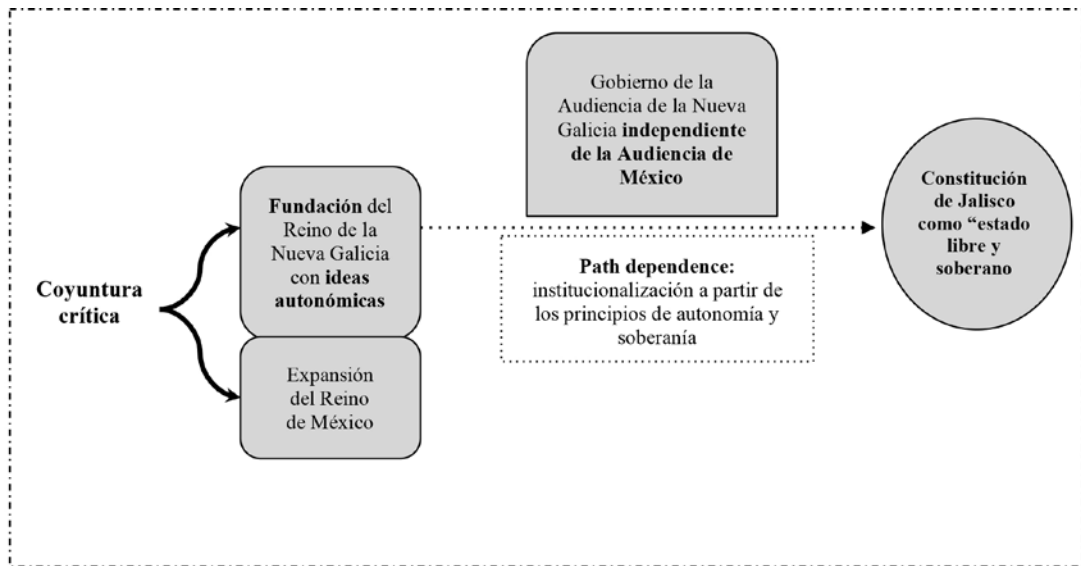 Coyuntura
crítica
Fundación del
Reino de la
Nueva Galicia
con ideas
autonómicas
Expansión
del Reino
de México
Gobierno de la
Audiencia de la Nueva
Galicia independiente
de la Audiencia de
México
Path dependence:
institucionalización a partir de
los principios de autonomía y
soberanía
Constitución
de Jalisco
como “estado
libre y
soberano